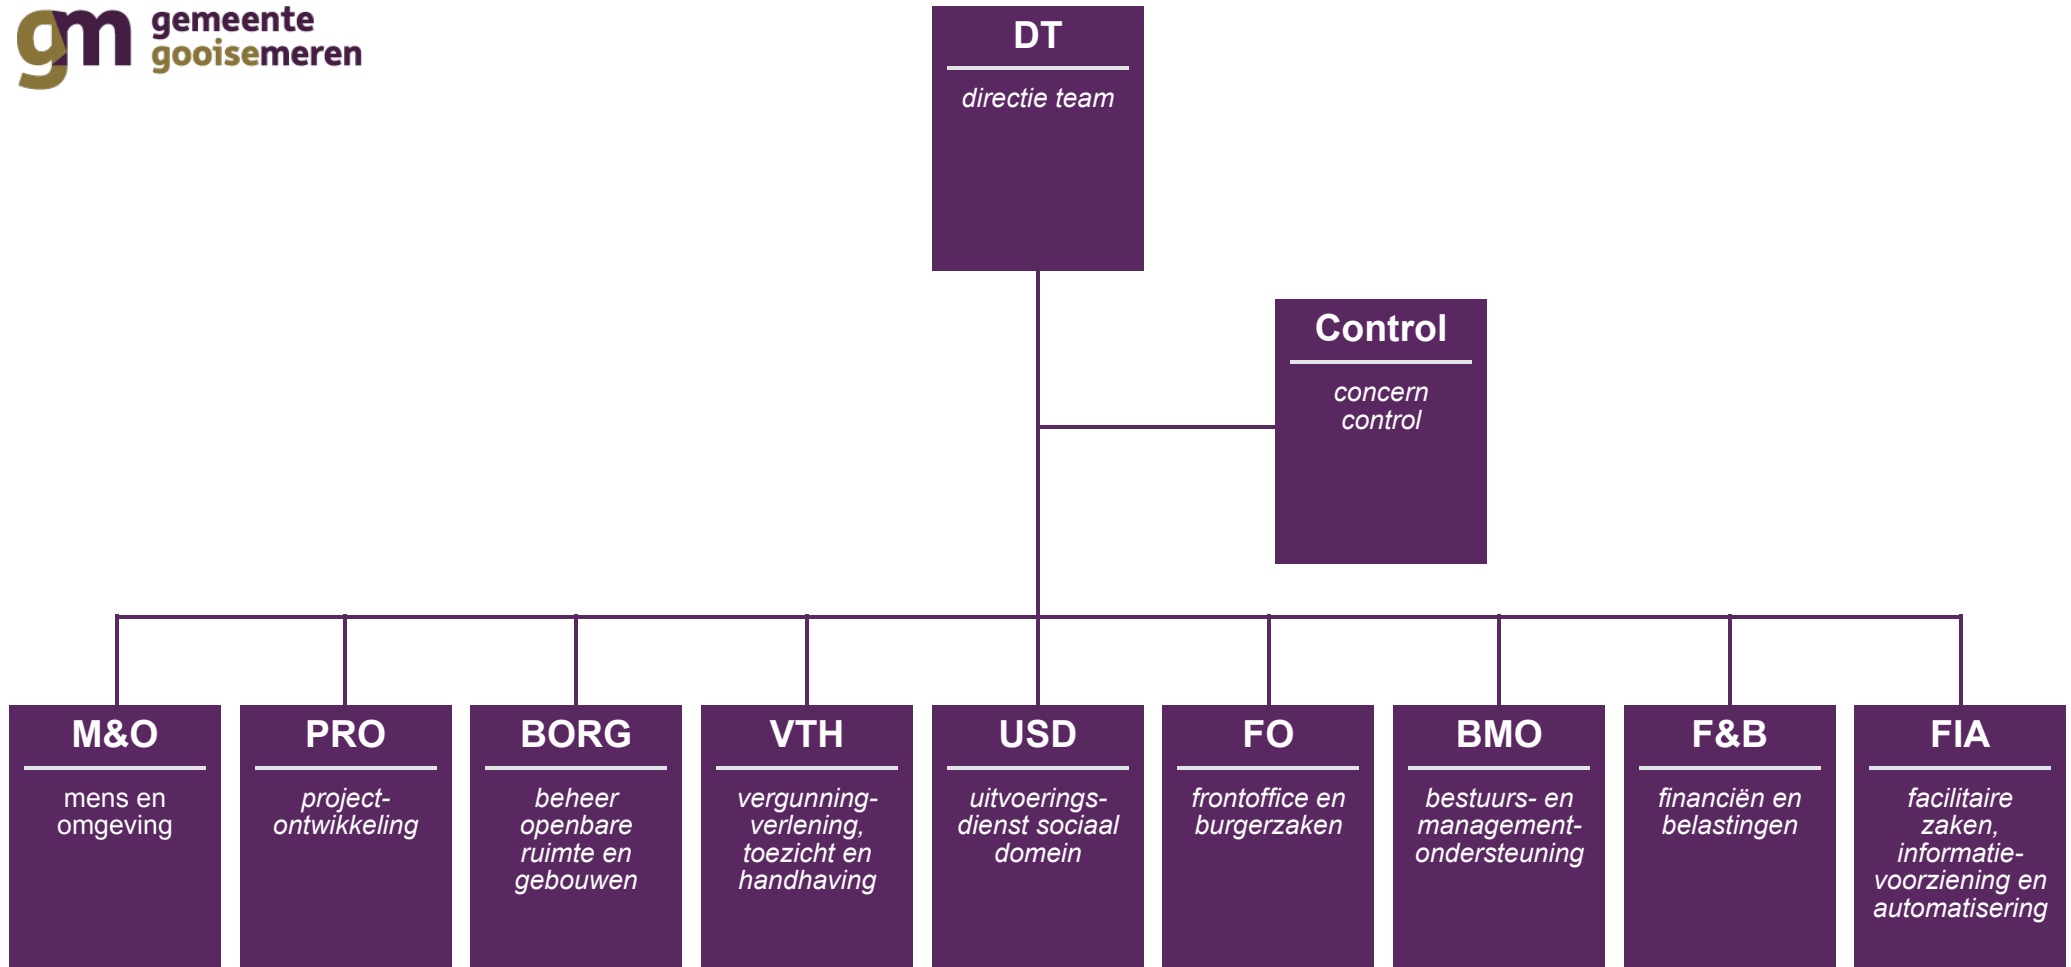 gm
gemeente
gooisemeren
DT
directie team
Control
concern
control
M&O
mens en
omgeving
PRO
project-
ontwikkeling
BORG
beheer
openbare
ruimte en
gebouwen
VTH
vergunning-
verlening,
toezicht en
handhaving
USD
uitvoerings-
dienst sociaal
domein
FO
frontoffice en
burgerzaken
BMO
bestuurs- en
management-
ondersteuning
F&B
financiën en
belastingen
FIA
facilitaire
zaken,
informatie-
voorziening en
automatisering